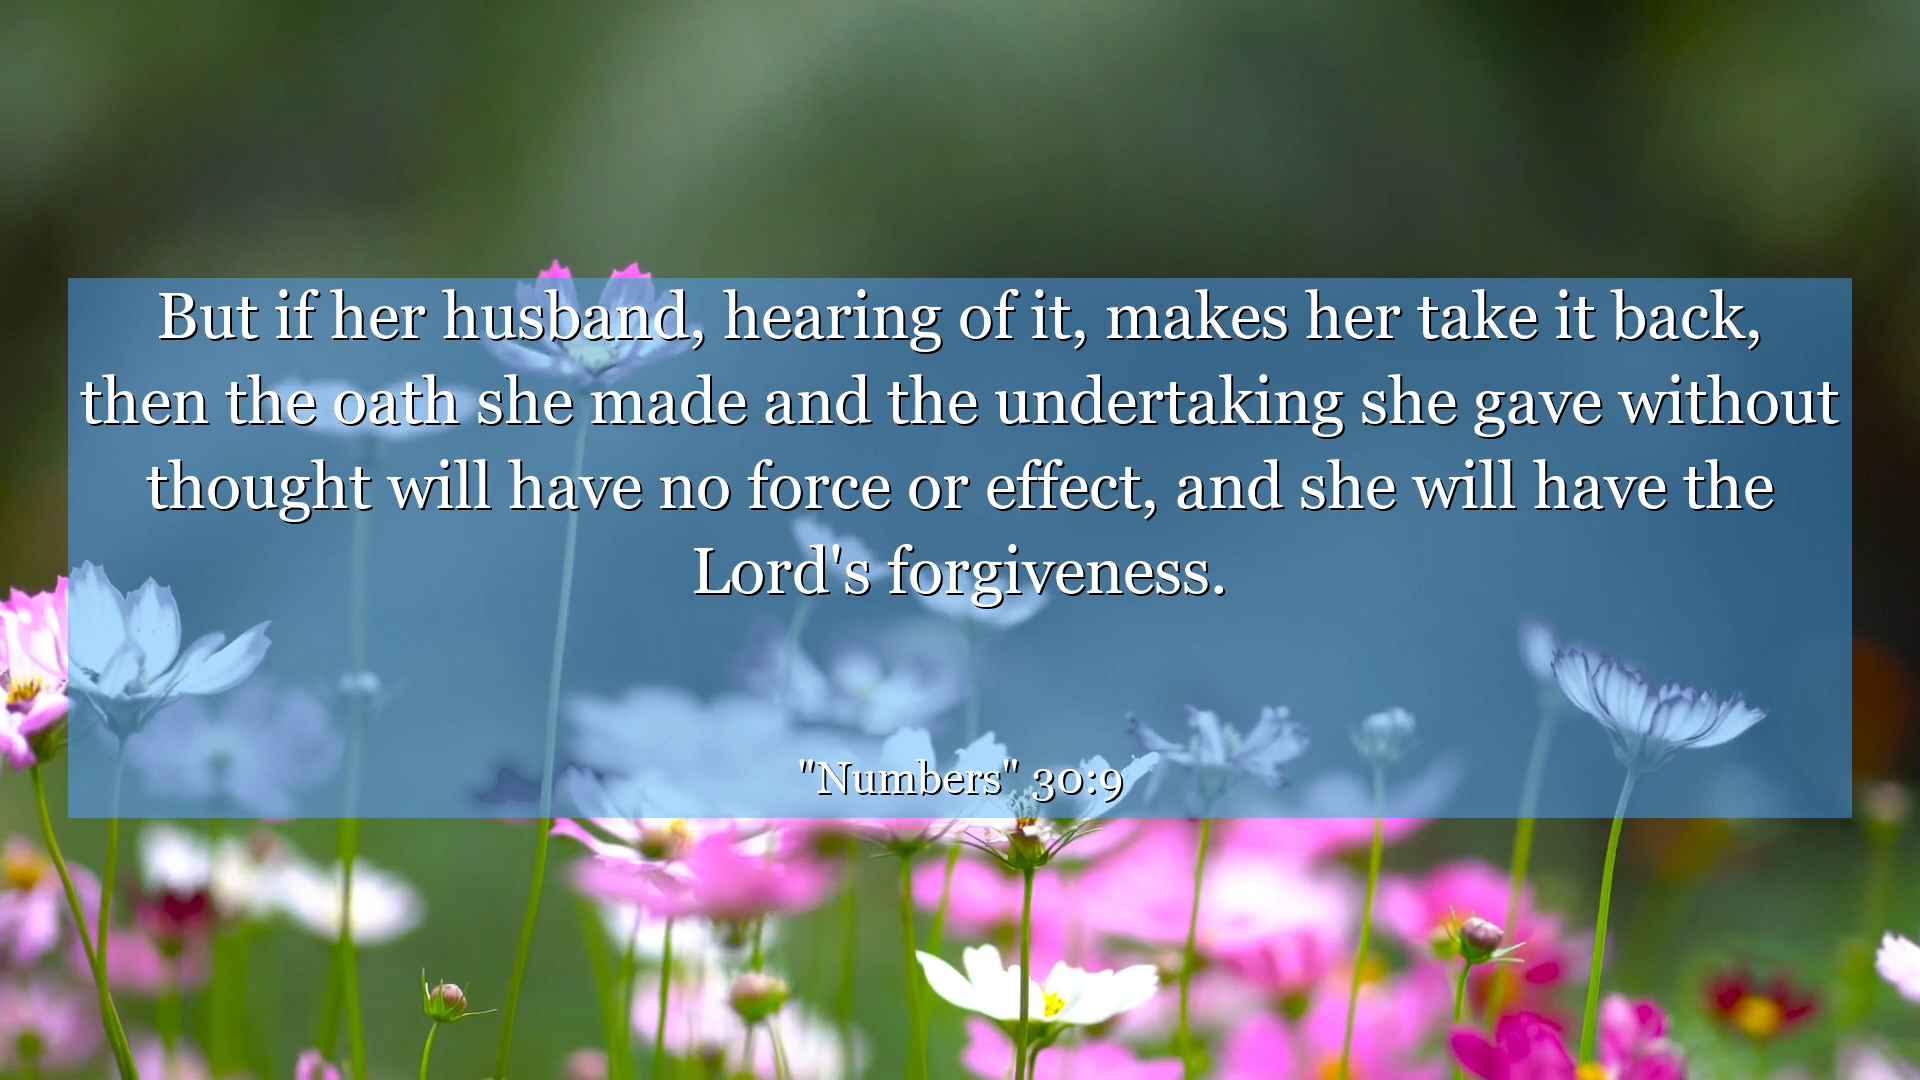 But if her husband, hearing of it, makes her take it back,
then the oath she made and the undertaking she gave without
thought will have no force or effect, and she will have the
Lord's forgiveness.
"Numbers" 30:9